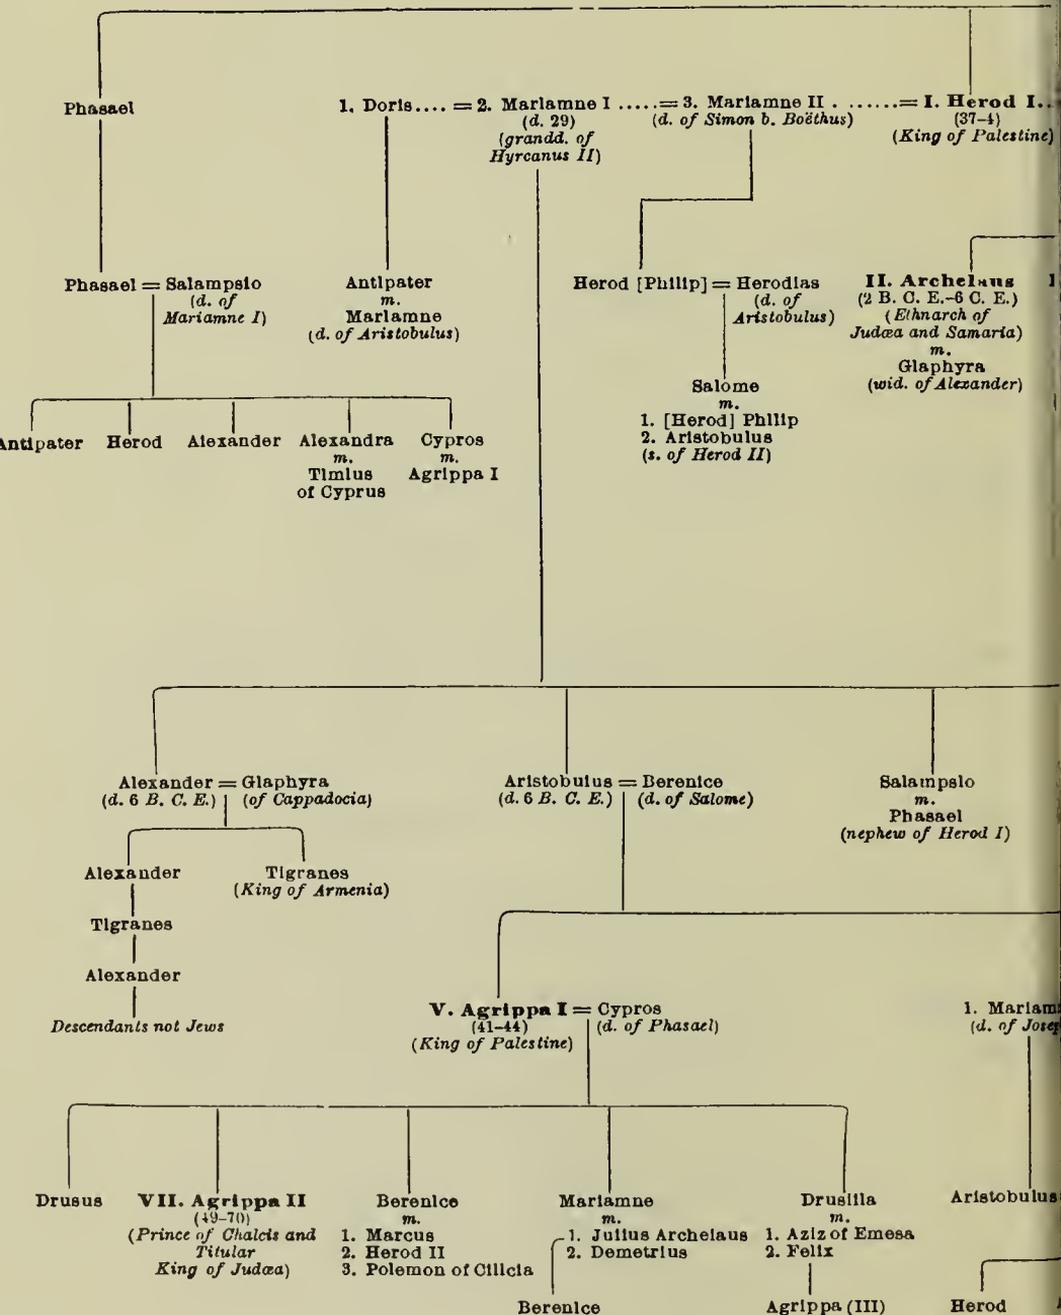 Phasael
1. Doris.... = 2. Mariamne I .....= 3. Mariamne II . ......= I. Herod I..
(d. 29) (d. of Simon b. Boëthus) (37–4)
(grandd. of (King of Palestine)
Hyrcanus II)
Phasael = Salampsio
(d. of
Mariamne I)
Antipater
m.
Mariamne
(d. of Aristobulus)
Herod [Philip] = Herodias
(d. of
Aristobulus)
II. Archelaus
(2 B. C. E.–6 C. E.)
(Ethnarch of
Judæa and Samaria)
m.
Glaphyra
(wid. of Alexander)
Salome
m.
1. [Herod] Philip
2. Aristobulus
(s. of Herod II)
Antipater Herod Alexander Alexandra Cypros
m. m.
Timius Agrippa I
of Cyprus
Alexander = Glaphyra
(d. 6 B. C. E.) (of Cappadocia)
Aristobulus = Berenice
(d. 6 B. C. E.) (d. of Salome)
Salampsio
m.
Phasael
(nephew of Herod I)
Alexander
Tigranes
(King of Armenia)
Tigranes
Alexander
Descendants not Jews
V. Agrippa I = Cypros
(41–44) (d. of Phasael)
(King of Palestine)
1. Mariam
(d. of Josep
Drusus
VII. Agrippa II
(49–70)
(Prince of Chalcis and
Titular
King of Judæa)
Berenice
m.
1. Marcus
2. Herod II
3. Polemon of Cilicia
Mariamne
m.
1. Julius Archelaus
2. Demetrius
Drusilla
m.
1. Aziz of Emesa
2. Felix
Aristobulus
Berenice
Agrippa (III)
Herod